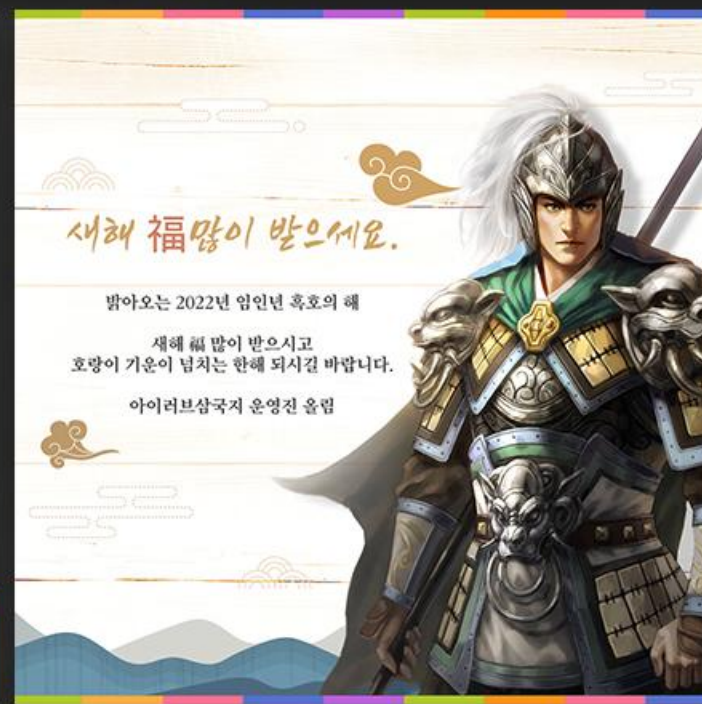 새해 福 많이 받으세요.
밝아오는 2022년 임인년 흑호의 해
새해 福 많이 받으시고
호랑이 기운이 넘치는 한해 되시길 바랍니다.
아이러브삼국지 운영진 올림